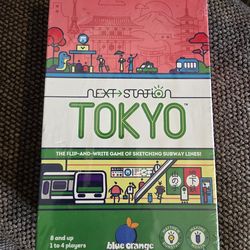 NEXT STATION
TOKYO™
THE FLIP-AND-WRITE GAME OF SKETCHING SUBWAY LINES!
8 and up
1 to 4 players
blue orange